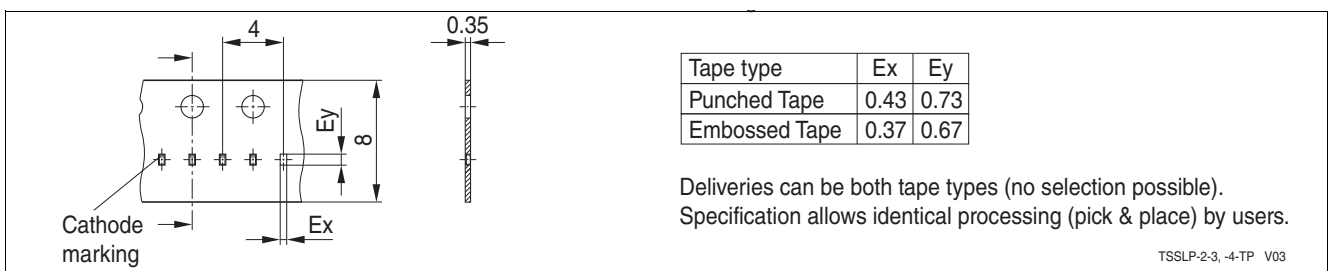 4
0.35
Ey
8
Cathode
marking
Ex
Tape type Ex Ey
Punched Tape 0.43 0.73
Embossed Tape 0.37 0.67
Deliveries can be both tape types (no selection possible).
Specification allows identical processing (pick & place) by users.
TSSLP-2-3, -4-TP V03